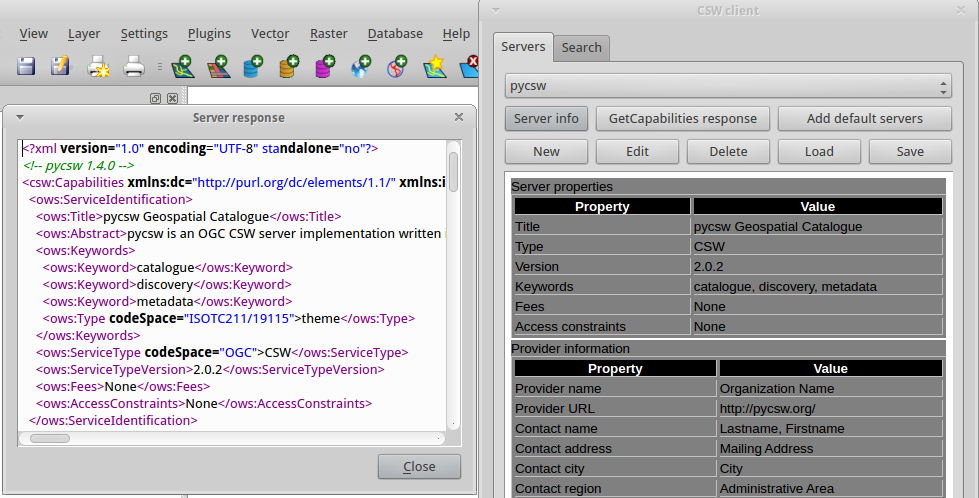 View Layer Settings Plugins Vector Raster Database Help
Server response
<?xml version="1.0" encoding="UTF-8" standalone="no"?>
<!-- pycsw 1.4.0 -->
<csw:Capabilities xmlns:dc="http://purl.org/dc/elements/1.1/" xmlns:i
<ows:ServiceIdentification>
<ows:Title>pycsw Geospatial Catalogue</ows:Title>
<ows:Abstract>pycsw is an OGC CSW server implementation written
<ows:Keywords>
<ows:Keyword>catalogue</ows:Keyword>
<ows:Keyword>discovery</ows:Keyword>
<ows:Keyword>metadata</ows:Keyword>
<ows:Type codeSpace="ISOTC211/19115">theme</ows:Type>
</ows:Keywords>
<ows:ServiceType codeSpace="OGC">CSW</ows:ServiceType>
<ows:ServiceTypeVersion>2.0.2</ows:ServiceTypeVersion>
<ows:Fees>None</ows:Fees>
<ows:AccessConstraints>None</ows:AccessConstraints>
</ows:ServiceIdentification>
Close
CSW client
Servers Search
pycsw
Server info GetCapabilities response Add default servers
New Edit Delete Load Save
Server properties
Property Value
Title pycsw Geospatial Catalogue
Type CSW
Version 2.0.2
Keywords catalogue, discovery, metadata
Fees None
Access constraints None
Provider information
Property Value
Provider name Organization Name
Provider URL http://pycsw.org/
Contact name Lastname, Firstname
Contact address Mailing Address
Contact city City
Contact region Administrative Area